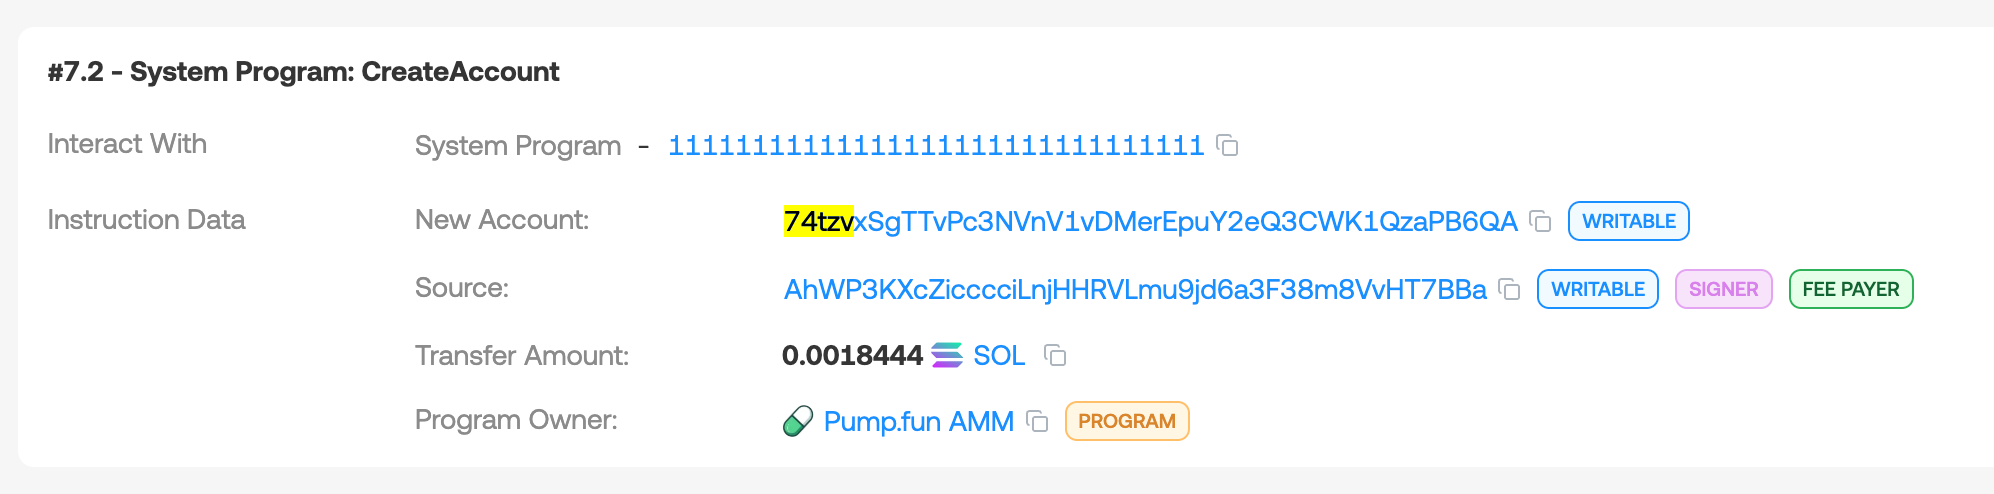 #7.2 - System Program: CreateAccount
Interact With System Program - 11111111111111111111111111111111
Instruction Data New Account: 74tzvxSgTTvPc3NVnV1vDMerEpuY2eQ3CWK1QzaPB6QA WRITABLE
Source: AhWP3KXcZicccciLnjHHRVLmu9jd6a3F38m8VvHT7BBa WRITABLE SIGNER FEE PAYER
Transfer Amount: 0.0018444 SOL
Program Owner: Pump.fun AMM PROGRAM